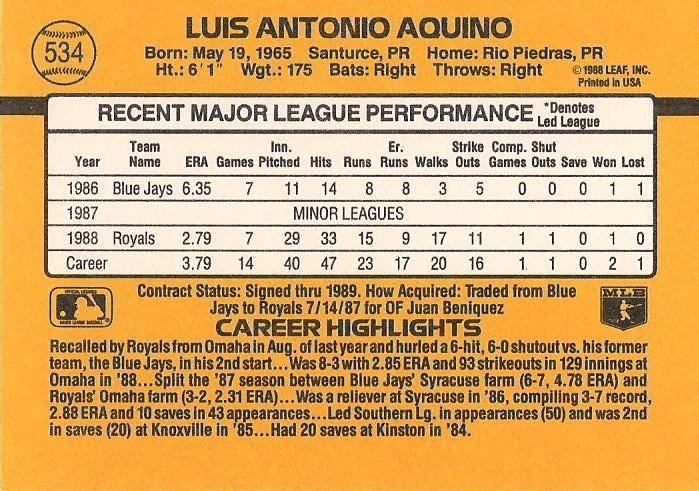 534
LUIS ANTONIO AQUINO
Born: May 19, 1965 Santurce, PR Home: Rio Piedras, PR
Ht.: 6' 1" Wgt.: 175 Bats: Right Throws: Right
© 1988 LEAF, INC.
Printed in USA
RECENT MAJOR LEAGUE PERFORMANCE *Denotes Led League
Year Team Name ERA Games Inn. Pitched Hits Runs Er. Runs Walks Strike Outs Comp. Games Shut Outs Save Won Lost
1986 Blue Jays 6.35 7 11 14 8 8 3 5 0 0 0 1 1
1987 MINOR LEAGUES
1988 Royals 2.79 7 29 33 15 9 17 11 1 1 0 1 0
Career 3.79 14 40 47 23 17 20 16 1 1 0 2 1
OFFICIAL LICENSEE
MAJOR LEAGUE BASEBALL
Contract Status: Signed thru 1989. How Acquired: Traded from Blue
Jays to Royals 7/14/87 for OF Juan Beniquez
MLB
CAREER HIGHLIGHTS
Recalled by Royals from Omaha in Aug. of last year and hurled a 6-hit, 6-0 shutout vs. his former
team, the Blue Jays, in his 2nd start...Was 8-3 with 2.85 ERA and 93 strikeouts in 129 innings at
Omaha in '88...Split the '87 season between Blue Jays' Syracuse farm (6-7, 4.78 ERA) and
Royals' Omaha farm (3-2, 2.31 ERA)...Was a reliever at Syracuse in '86, compiling 3-7 record,
2.88 ERA and 10 saves in 43 appearances...Led Southern Lg. in appearances (50) and was 2nd
in saves (20) at Knoxville in '85...Had 20 saves at Kinston in '84.